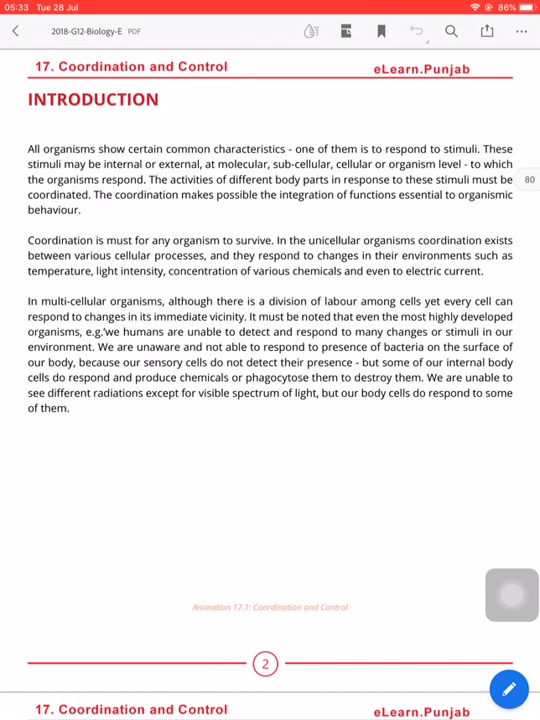 05:33 Tue 28 Jul 86%
2018-G12-Biology-E PDF
17. Coordination and Control eLearn.Punjab
INTRODUCTION
All organisms show certain common characteristics - one of them is to respond to stimuli. These
stimuli may be internal or external, at molecular, sub-cellular, cellular or organism level - to which
the organisms respond. The activities of different body parts in response to these stimuli must be
80
coordinated. The coordination makes possible the integration of functions essential to organismic
behaviour.
Coordination is must for any organism to survive. In the unicellular organisms coordination exists
between various cellular processes, and they respond to changes in their environments such as
temperature, light intensity, concentration of various chemicals and even to electric current.
In multi-cellular organisms, although there is a division of labour among cells yet every cell can
respond to changes in its immediate vicinity. It must be noted that even the most highly developed
organisms, e.g.‘we humans are unable to detect and respond to many changes or stimuli in our
environment. We are unaware and not able to respond to presence of bacteria on the surface of
our body, because our sensory cells do not detect their presence - but some of our internal body
cells do respond and produce chemicals or phagocytose them to destroy them. We are unable to
see different radiations except for visible spectrum of light, but our body cells do respond to some
of them.
Animation 17.1: Coordination and Control
2
17. Coordination and Control eLearn.Punjab